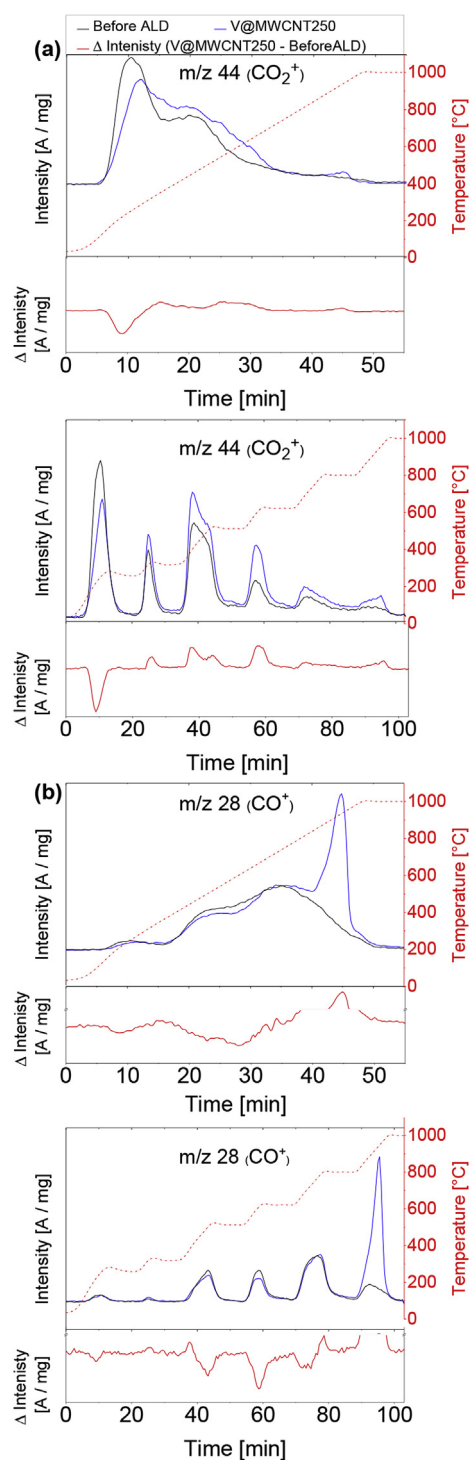 Before ALD V@MWCNT250
Δ Intenisty (V@MWCNT250 - BeforeALD)
(a)
m/z 44 (CO2+)
Intensity [A / mg]
Temperature [°C]
1000
800
600
400
200
0
Δ Intenisty
[A / mg]
0 10 20 30 40 50
Time [min]
m/z 44 (CO2+)
Intensity [A / mg]
Temperature [°C]
1000
800
600
400
200
0
Δ Intenisty
[A / mg]
0 20 40 60 80 100
Time [min]
(b)
m/z 28 (CO+)
Intensity [A / mg]
Temperature [°C]
1000
800
600
400
200
0
Δ Intenisty
[A / mg]
0 10 20 30 40 50
Time [min]
m/z 28 (CO+)
Intensity [A / mg]
Temperature [°C]
1000
800
600
400
200
0
Δ Intenisty
[A / mg]
0 20 40 60 80 100
Time [min]